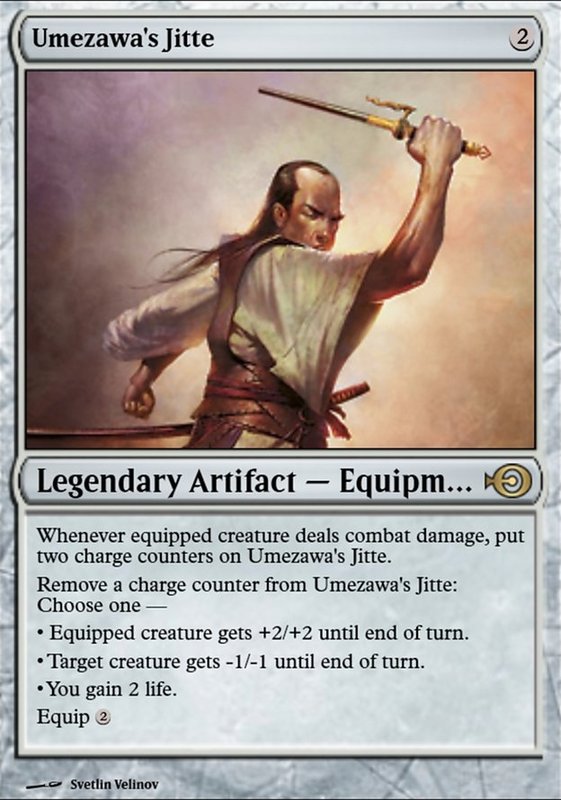 Umezawa's Jitte 2
Legendary Artifact — Equipm...
Whenever equipped creature deals combat damage, put
two charge counters on Umezawa's Jitte.
Remove a charge counter from Umezawa's Jitte:
Choose one —
• Equipped creature gets +2/+2 until end of turn.
• Target creature gets -1/-1 until end of turn.
• You gain 2 life.
Equip 2
Svetlin Velinov